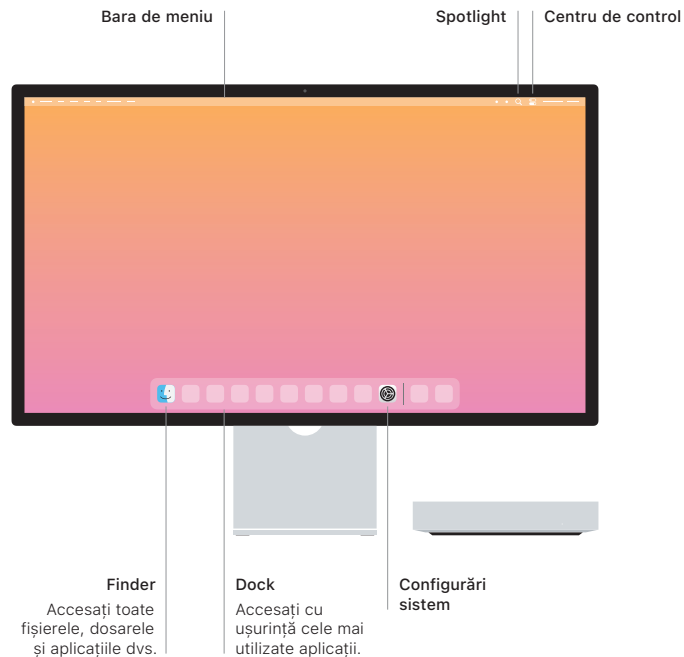 Bara de meniu
Spotlight
Centru de control
Finder
Accesați toate
fișierele, dosarele
și aplicațiile dvs.
Dock
Accesați cu
ușurință cele mai
utilizate aplicații.
Configurări
sistem